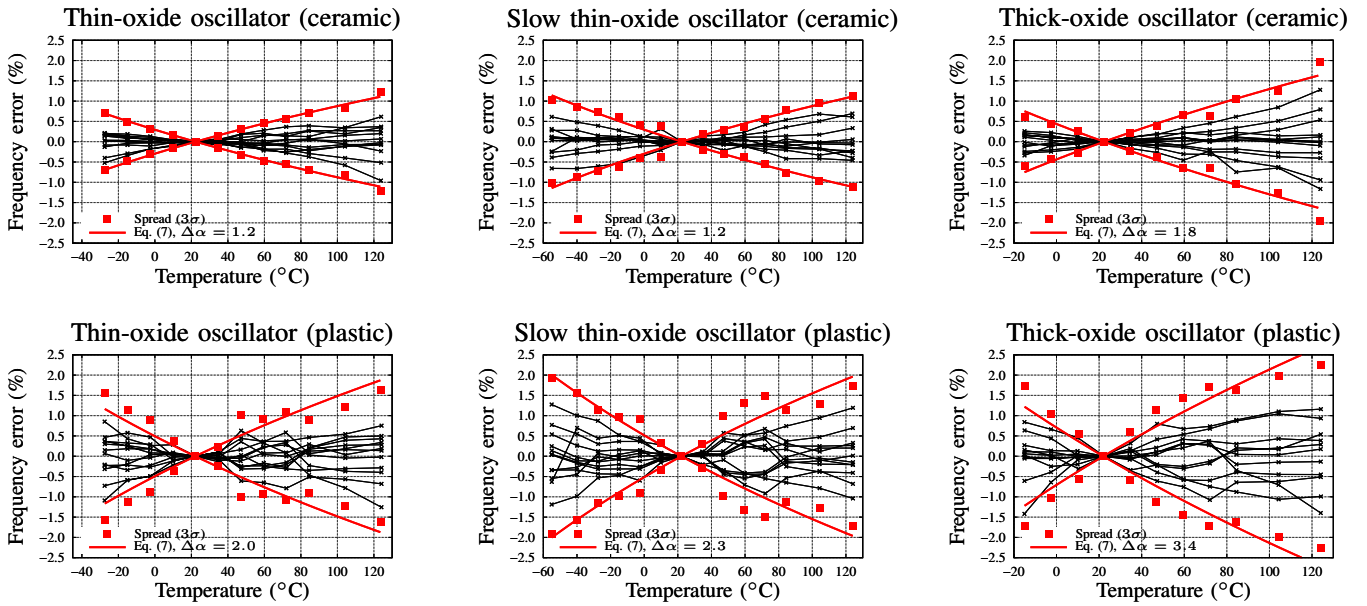 Thin-oxide oscillator (ceramic)
Frequency error (%)
2.5
2.0
1.5
1.0
0.5
0.0
−0.5
−1.0
−1.5
−2.0
−2.5
Spread (3σ)
Eq. (7), Δα = 1.2
−40 −20 0 20 40 60 80 100 120
Temperature (°C)
Slow thin-oxide oscillator (ceramic)
Frequency error (%)
2.5
2.0
1.5
1.0
0.5
0.0
−0.5
−1.0
−1.5
−2.0
−2.5
Spread (3σ)
Eq. (7), Δα = 1.2
−60 −40 −20 0 20 40 60 80 100 120
Temperature (°C)
Thick-oxide oscillator (ceramic)
Frequency error (%)
2.5
2.0
1.5
1.0
0.5
0.0
−0.5
−1.0
−1.5
−2.0
−2.5
Spread (3σ)
Eq. (7), Δα = 1.8
−20 0 20 40 60 80 100 120
Temperature (°C)
Thin-oxide oscillator (plastic)
Frequency error (%)
2.5
2.0
1.5
1.0
0.5
0.0
−0.5
−1.0
−1.5
−2.0
−2.5
Spread (3σ)
Eq. (7), Δα = 2.0
−40 −20 0 20 40 60 80 100 120
Temperature (°C)
Slow thin-oxide oscillator (plastic)
Frequency error (%)
2.5
2.0
1.5
1.0
0.5
0.0
−0.5
−1.0
−1.5
−2.0
−2.5
Spread (3σ)
Eq. (7), Δα = 2.3
−60 −40 −20 0 20 40 60 80 100 120
Temperature (°C)
Thick-oxide oscillator (plastic)
Frequency error (%)
2.5
2.0
1.5
1.0
0.5
0.0
−0.5
−1.0
−1.5
−2.0
−2.5
Spread (3σ)
Eq. (7), Δα = 3.4
−20 0 20 40 60 80 100 120
Temperature (°C)